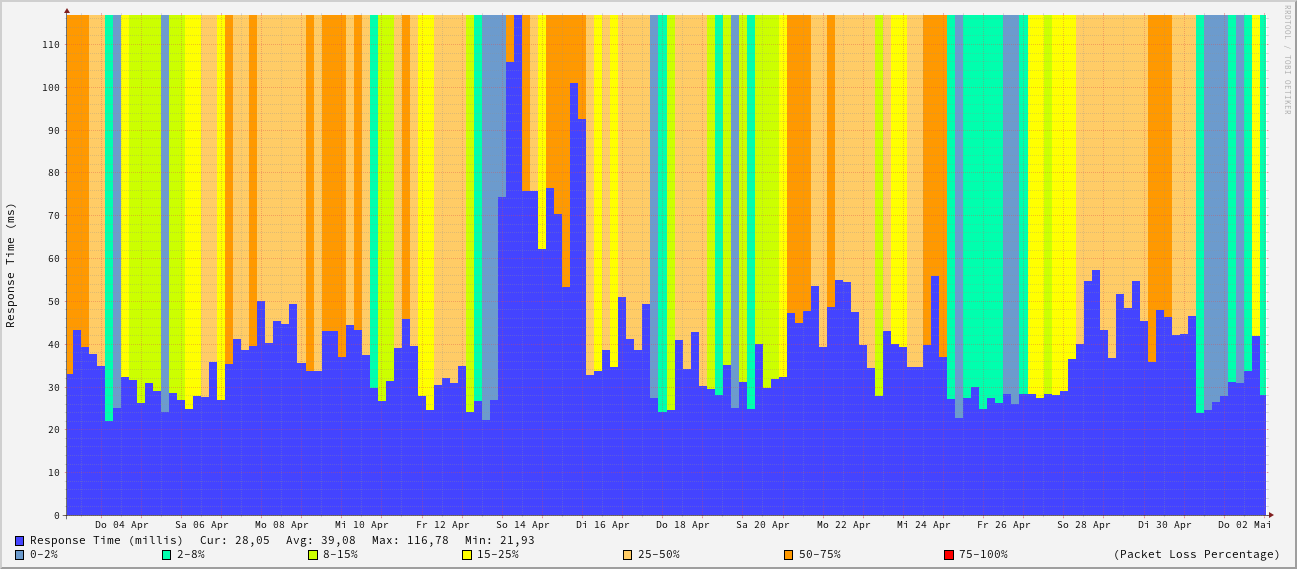 RRDTOOL / TOBI OETIKER
Response Time (ms)
110
100
90
80
70
60
50
40
30
20
10
0
Do 04 Apr Sa 06 Apr Mo 08 Apr Mi 10 Apr Fr 12 Apr So 14 Apr Di 16 Apr Do 18 Apr Sa 20 Apr Mo 22 Apr Mi 24 Apr Fr 26 Apr So 28 Apr Di 30 Apr Do 02 Mai
Response Time (millis) Cur: 28,05 Avg: 39,08 Max: 116,78 Min: 21,93
0-2% 2-8% 8-15% 15-25% 25-50% 50-75% 75-100% (Packet Loss Percentage)